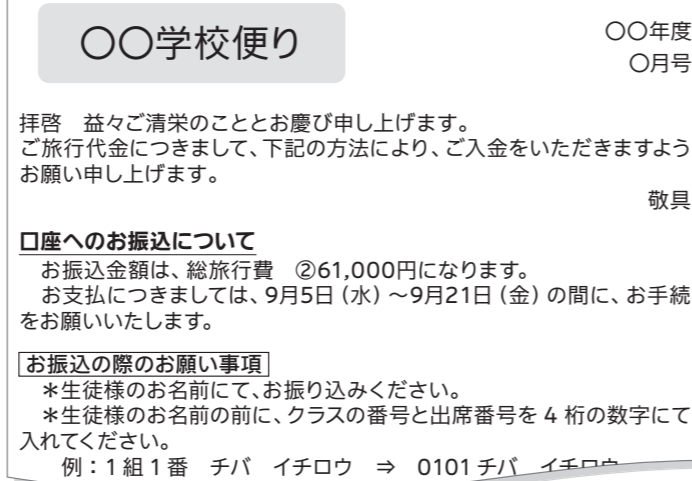 〇〇学校便り
〇〇年度
〇月号
拝啓　益々ご清栄のこととお慶び申し上げます。
ご旅行代金につきまして、下記の方法により、ご入金をいただきますよう
お願い申し上げます。
敬具
口座へのお振込について
お振込金額は、総旅行費　②61,000円になります。
お支払につきましては、9月5日（水）～9月21日（金）の間に、お手続
をお願いいたします。
お振込の際のお願い事項
＊生徒様のお名前にて、お振り込みください。
＊生徒様のお名前の前に、クラスの番号と出席番号を 4 桁の数字にて
入れてください。
例：1 組 1 番　チバ　イチロウ　⇒　0101 チバ　イチロウ